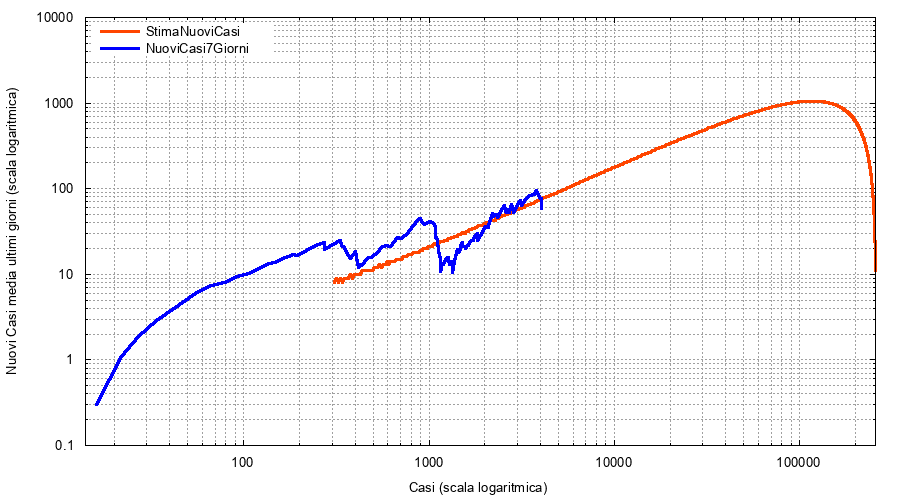 StimaNuoviCasi
NuoviCasi7Giorni
10000
1000
100
10
1
0.1
Nuovi Casi media ultimi giorni (scala logaritmica)
100
1000
10000
100000
Casi (scala logaritmica)